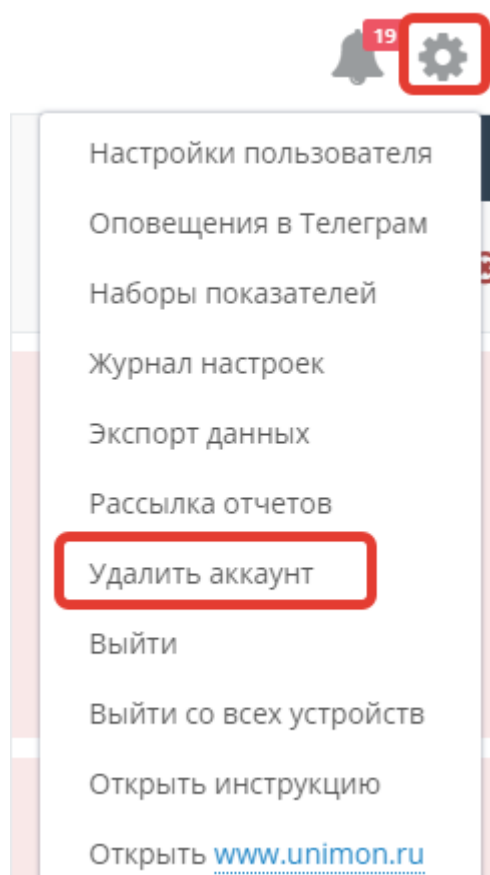 19
Настройки пользователя
Оповещения в Телеграм
Наборы показателей
Журнал настроек
Экспорт данных
Рассылка отчетов
Удалить аккаунт
Выйти
Выйти со всех устройств
Открыть инструкцию
Открыть www.unimon.ru